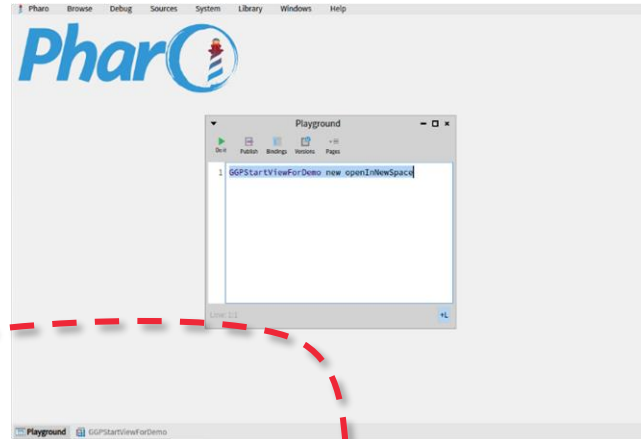 Pharo Browse Debug Sources System Library Windows Help
Pharo
Playground
Do it Publish Bindings Versions Pages
1 GGPStartViewForDemo new openInNewSpace
Line: 1:1 +L
Playground GGPStartViewForDemo